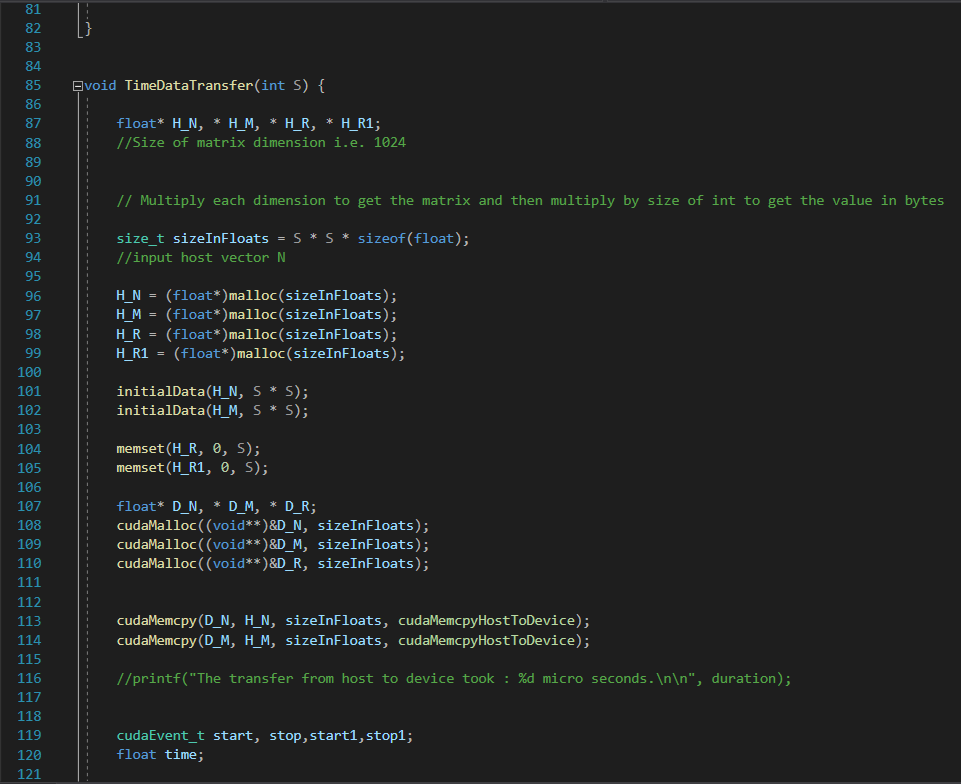 81
82 }
83
84
85 void TimeDataTransfer(int S) {
86
87 float* H_N, * H_M, * H_R, * H_R1;
88 //Size of matrix dimension i.e. 1024
89
90
91 // Multiply each dimension to get the matrix and then multiply by size of int to get the value in bytes
92
93 size_t sizeInFloats = S * S * sizeof(float);
94 //input host vector N
95
96 H_N = (float*)malloc(sizeInFloats);
97 H_M = (float*)malloc(sizeInFloats);
98 H_R = (float*)malloc(sizeInFloats);
99 H_R1 = (float*)malloc(sizeInFloats);
100
101 initialData(H_N, S * S);
102 initialData(H_M, S * S);
103
104 memset(H_R, 0, S);
105 memset(H_R1, 0, S);
106
107 float* D_N, * D_M, * D_R;
108 cudaMalloc((void**)&D_N, sizeInFloats);
109 cudaMalloc((void**)&D_M, sizeInFloats);
110 cudaMalloc((void**)&D_R, sizeInFloats);
111
112
113 cudaMemcpy(D_N, H_N, sizeInFloats, cudaMemcpyHostToDevice);
114 cudaMemcpy(D_M, H_M, sizeInFloats, cudaMemcpyHostToDevice);
115
116 //printf("The transfer from host to device took : %d micro seconds.\n\n", duration);
117
118
119 cudaEvent_t start, stop,start1,stop1;
120 float time;
121